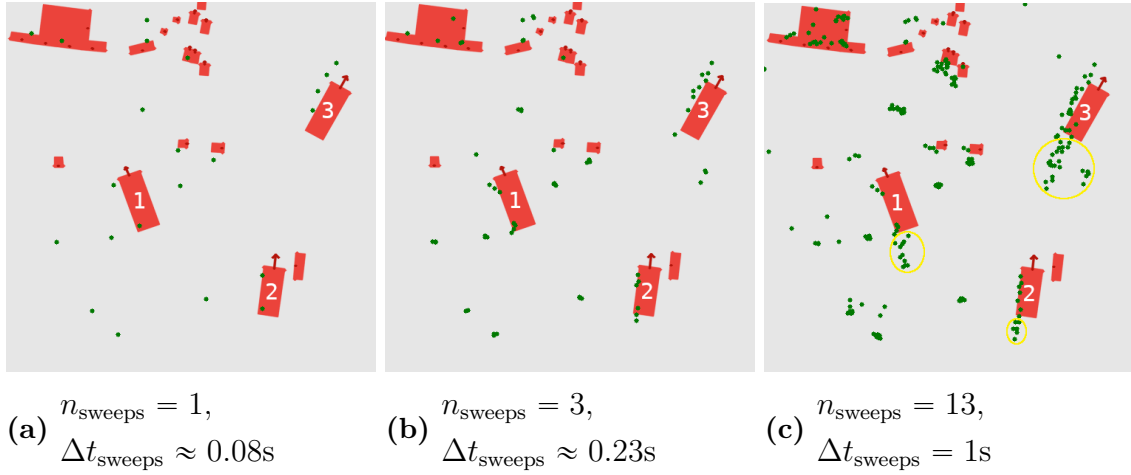 3
1
2
3
1
2
3
1
2
(a) n_sweeps = 1,
Δt_sweeps ≈ 0.08s
(b) n_sweeps = 3,
Δt_sweeps ≈ 0.23s
(c) n_sweeps = 13,
Δt_sweeps = 1s